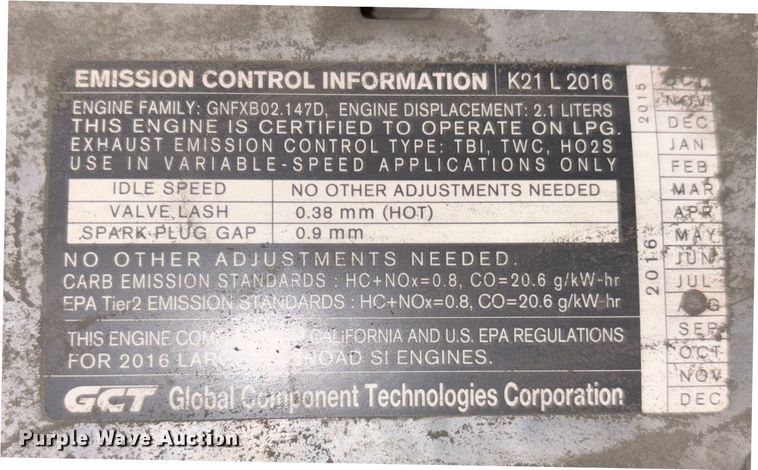 EMISSION CONTROL INFORMATION K21 L 2016
ENGINE FAMILY: GNFXB02.147D, ENGINE DISPLACEMENT: 2.1 LITERS
THIS ENGINE IS CERTIFIED TO OPERATE ON LPG.
EXHAUST EMISSION CONTROL TYPE: TBI, TWC, HO2S
USE IN VARIABLE-SPEED APPLICATIONS ONLY
IDLE SPEED NO OTHER ADJUSTMENTS NEEDED
VALVE LASH 0.38 mm (HOT)
SPARK PLUG GAP 0.9 mm
NO OTHER ADJUSTMENTS NEEDED.
CARB EMISSION STANDARDS : HC+NOx=0.8, CO=20.6 g/kW-hr
EPA Tier2 EMISSION STANDARDS : HC+NOx=0.8, CO=20.6 g/kW-hr
THIS ENGINE CALIFORNIA AND U.S. EPA REGULATIONS
FOR 2016 SI ENGINES.
GCT Global Component Technologies Corporation
2015
OCT
NOV
DEC
2016
JAN
FEB
MAR
APR
MAY
JUN
JUL
AUG
SEP
OCT
NOV
DEC
Purple Wave Auction